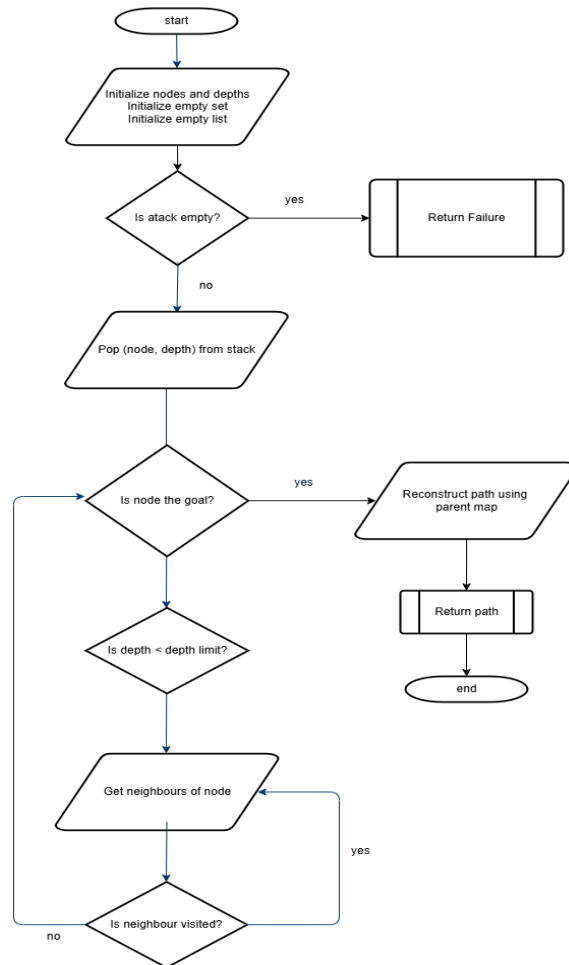 start
Initialize nodes and depths
Initialize empty set
Initialize empty list
Is atack empty?
yes
Return Failure
no
Pop (node, depth) from stack
Is node the goal?
yes
Reconstruct path using
parent map
Return path
Is depth < depth limit?
end
Get neighbours of node
yes
Is neighbour visited?
no